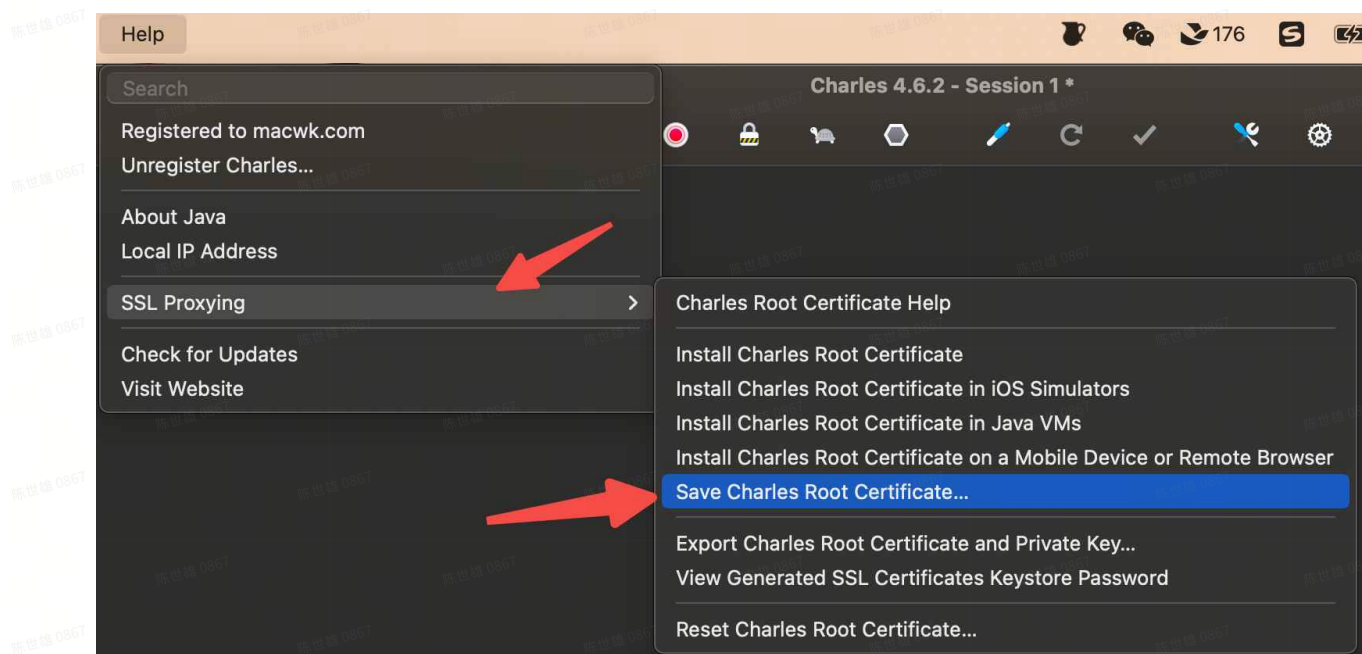 Help
176
Search
Charles 4.6.2 - Session 1 *
Registered to macwk.com
Unregister Charles...
About Java
Local IP Address
SSL Proxying
Check for Updates
Visit Website
Charles Root Certificate Help
Install Charles Root Certificate
Install Charles Root Certificate in iOS Simulators
Install Charles Root Certificate in Java VMs
Install Charles Root Certificate on a Mobile Device or Remote Browser
Save Charles Root Certificate...
Export Charles Root Certificate and Private Key...
View Generated SSL Certificates Keystore Password
Reset Charles Root Certificate...
陈世雄 0867